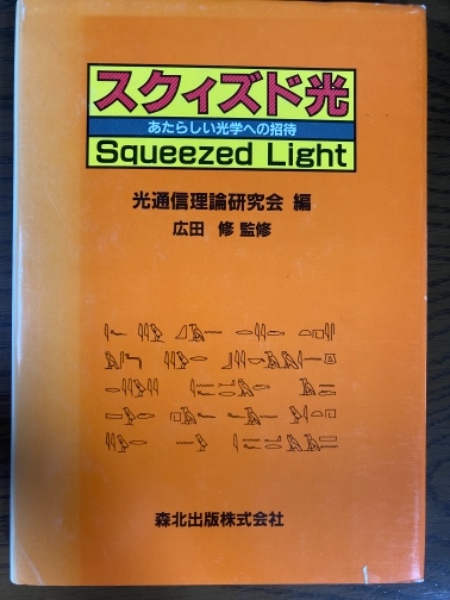 スクィズド光
あたらしい光学への招待
Squeezed Light
光通信理論研究会 編
広田 修 監修
森北出版株式会社